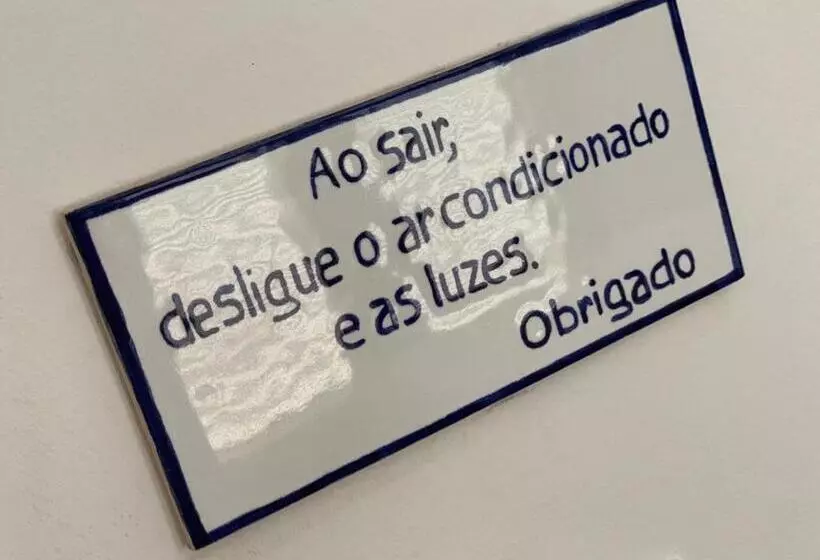 Ao sair,
desligue o ar condicionado
e as luzes.
Obrigado